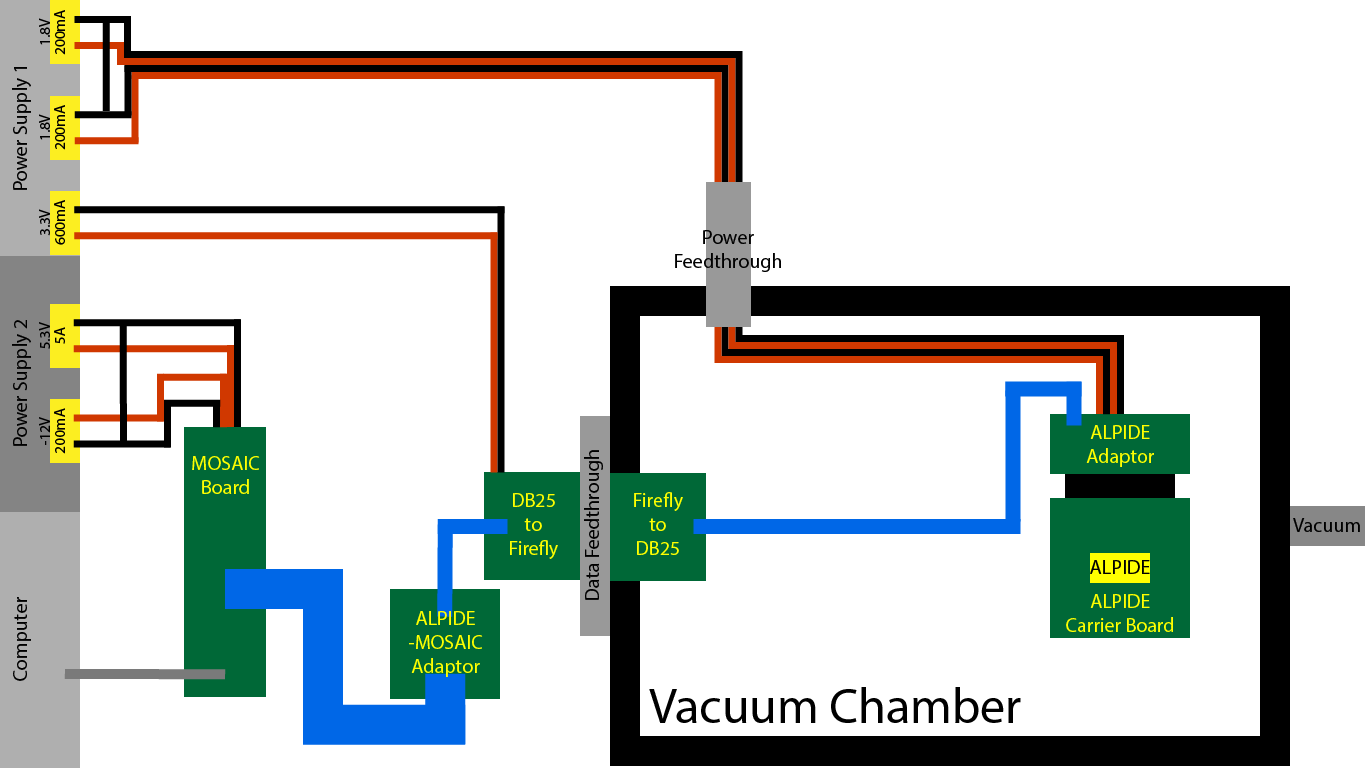 Power Supply 1
1.8V
200mA
1.8V
200mA
3.3V
600mA
Power Supply 2
5.3V
5A
-12V
200mA
Computer
MOSAIC
Board
ALPIDE
-MOSAIC
Adaptor
DB25
to
Firefly
Data Feedthrough
Firefly
to
DB25
Power
Feedthrough
ALPIDE
Adaptor
ALPIDE
ALPIDE
Carrier Board
Vacuum
Vacuum Chamber